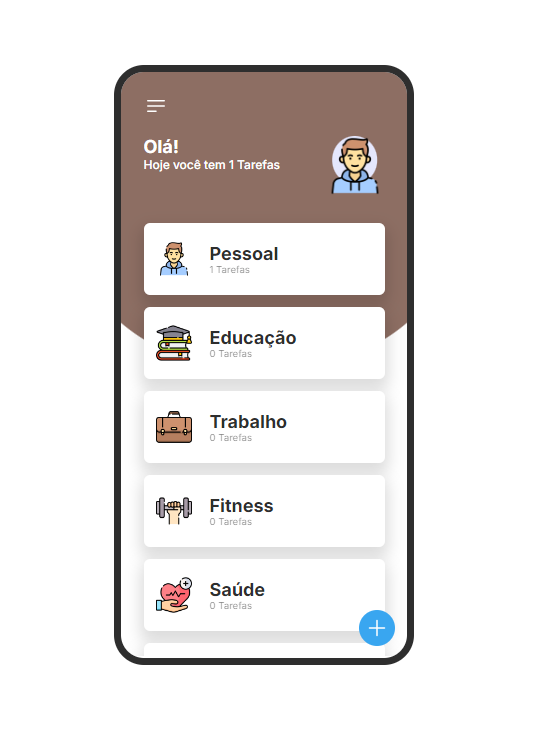 Olá!
Hoje você tem 1 Tarefas
Pessoal
1 Tarefas
Educação
0 Tarefas
Trabalho
0 Tarefas
Fitness
0 Tarefas
Saúde
0 Tarefas